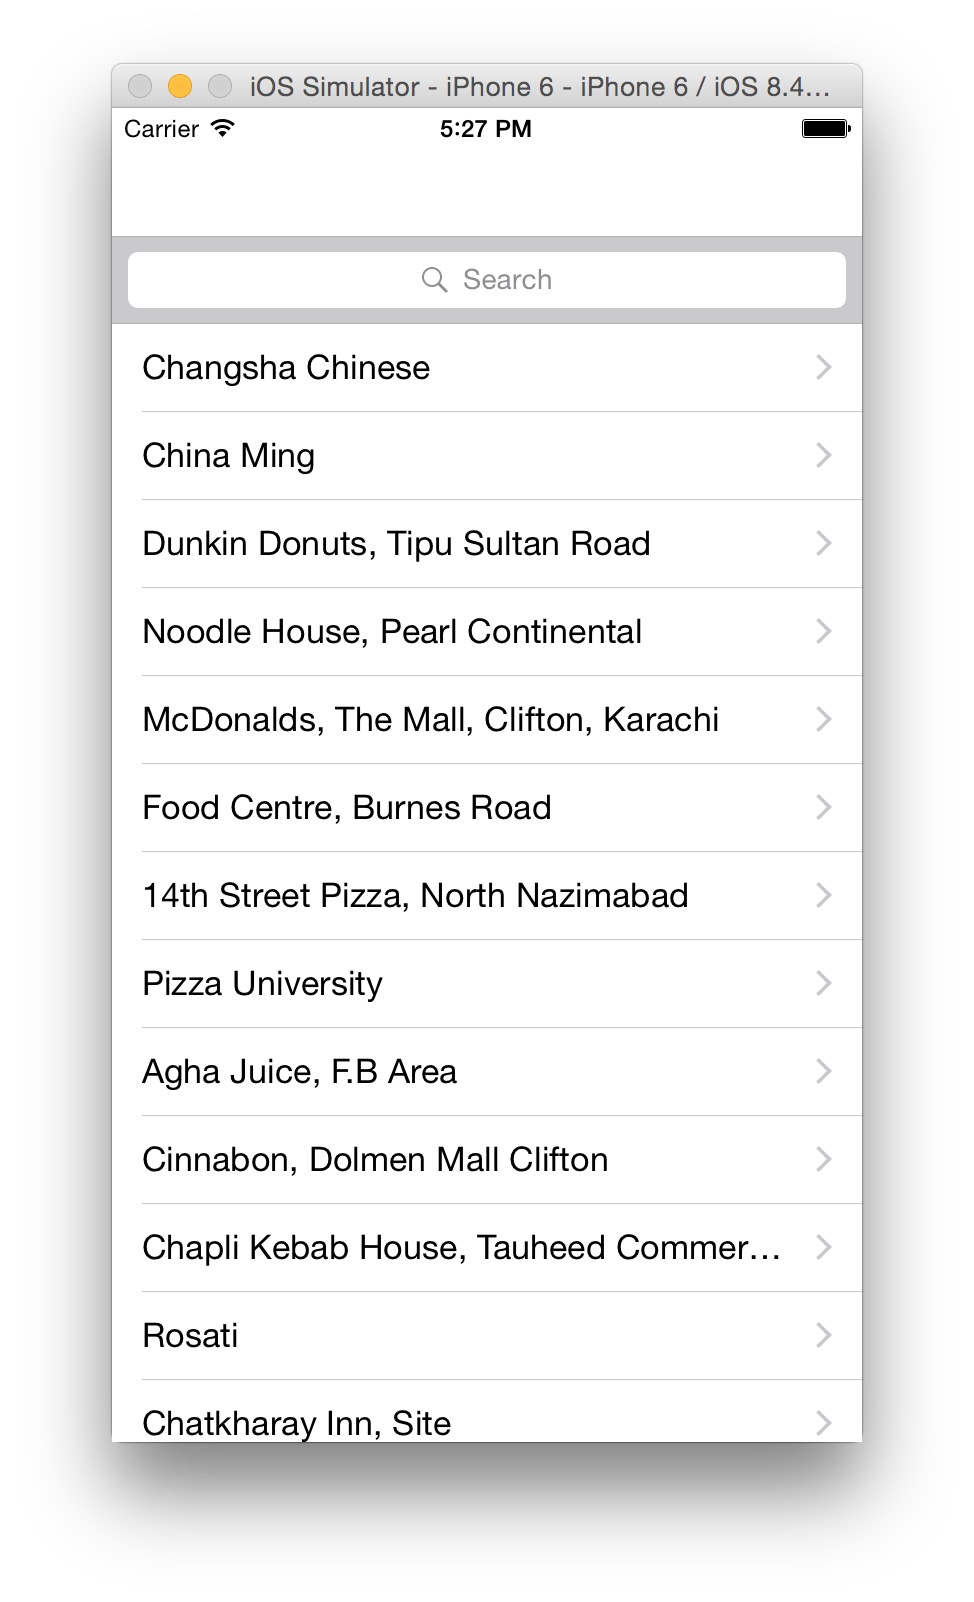 iOS Simulator - iPhone 6 - iPhone 6 / iOS 8.4...
Carrier 5:27 PM
Search
Changsha Chinese
China Ming
Dunkin Donuts, Tipu Sultan Road
Noodle House, Pearl Continental
McDonalds, The Mall, Clifton, Karachi
Food Centre, Burnes Road
14th Street Pizza, North Nazimabad
Pizza University
Agha Juice, F.B Area
Cinnabon, Dolmen Mall Clifton
Chapli Kebab House, Tauheed Commer...
Rosati
Chatkharay Inn, Site